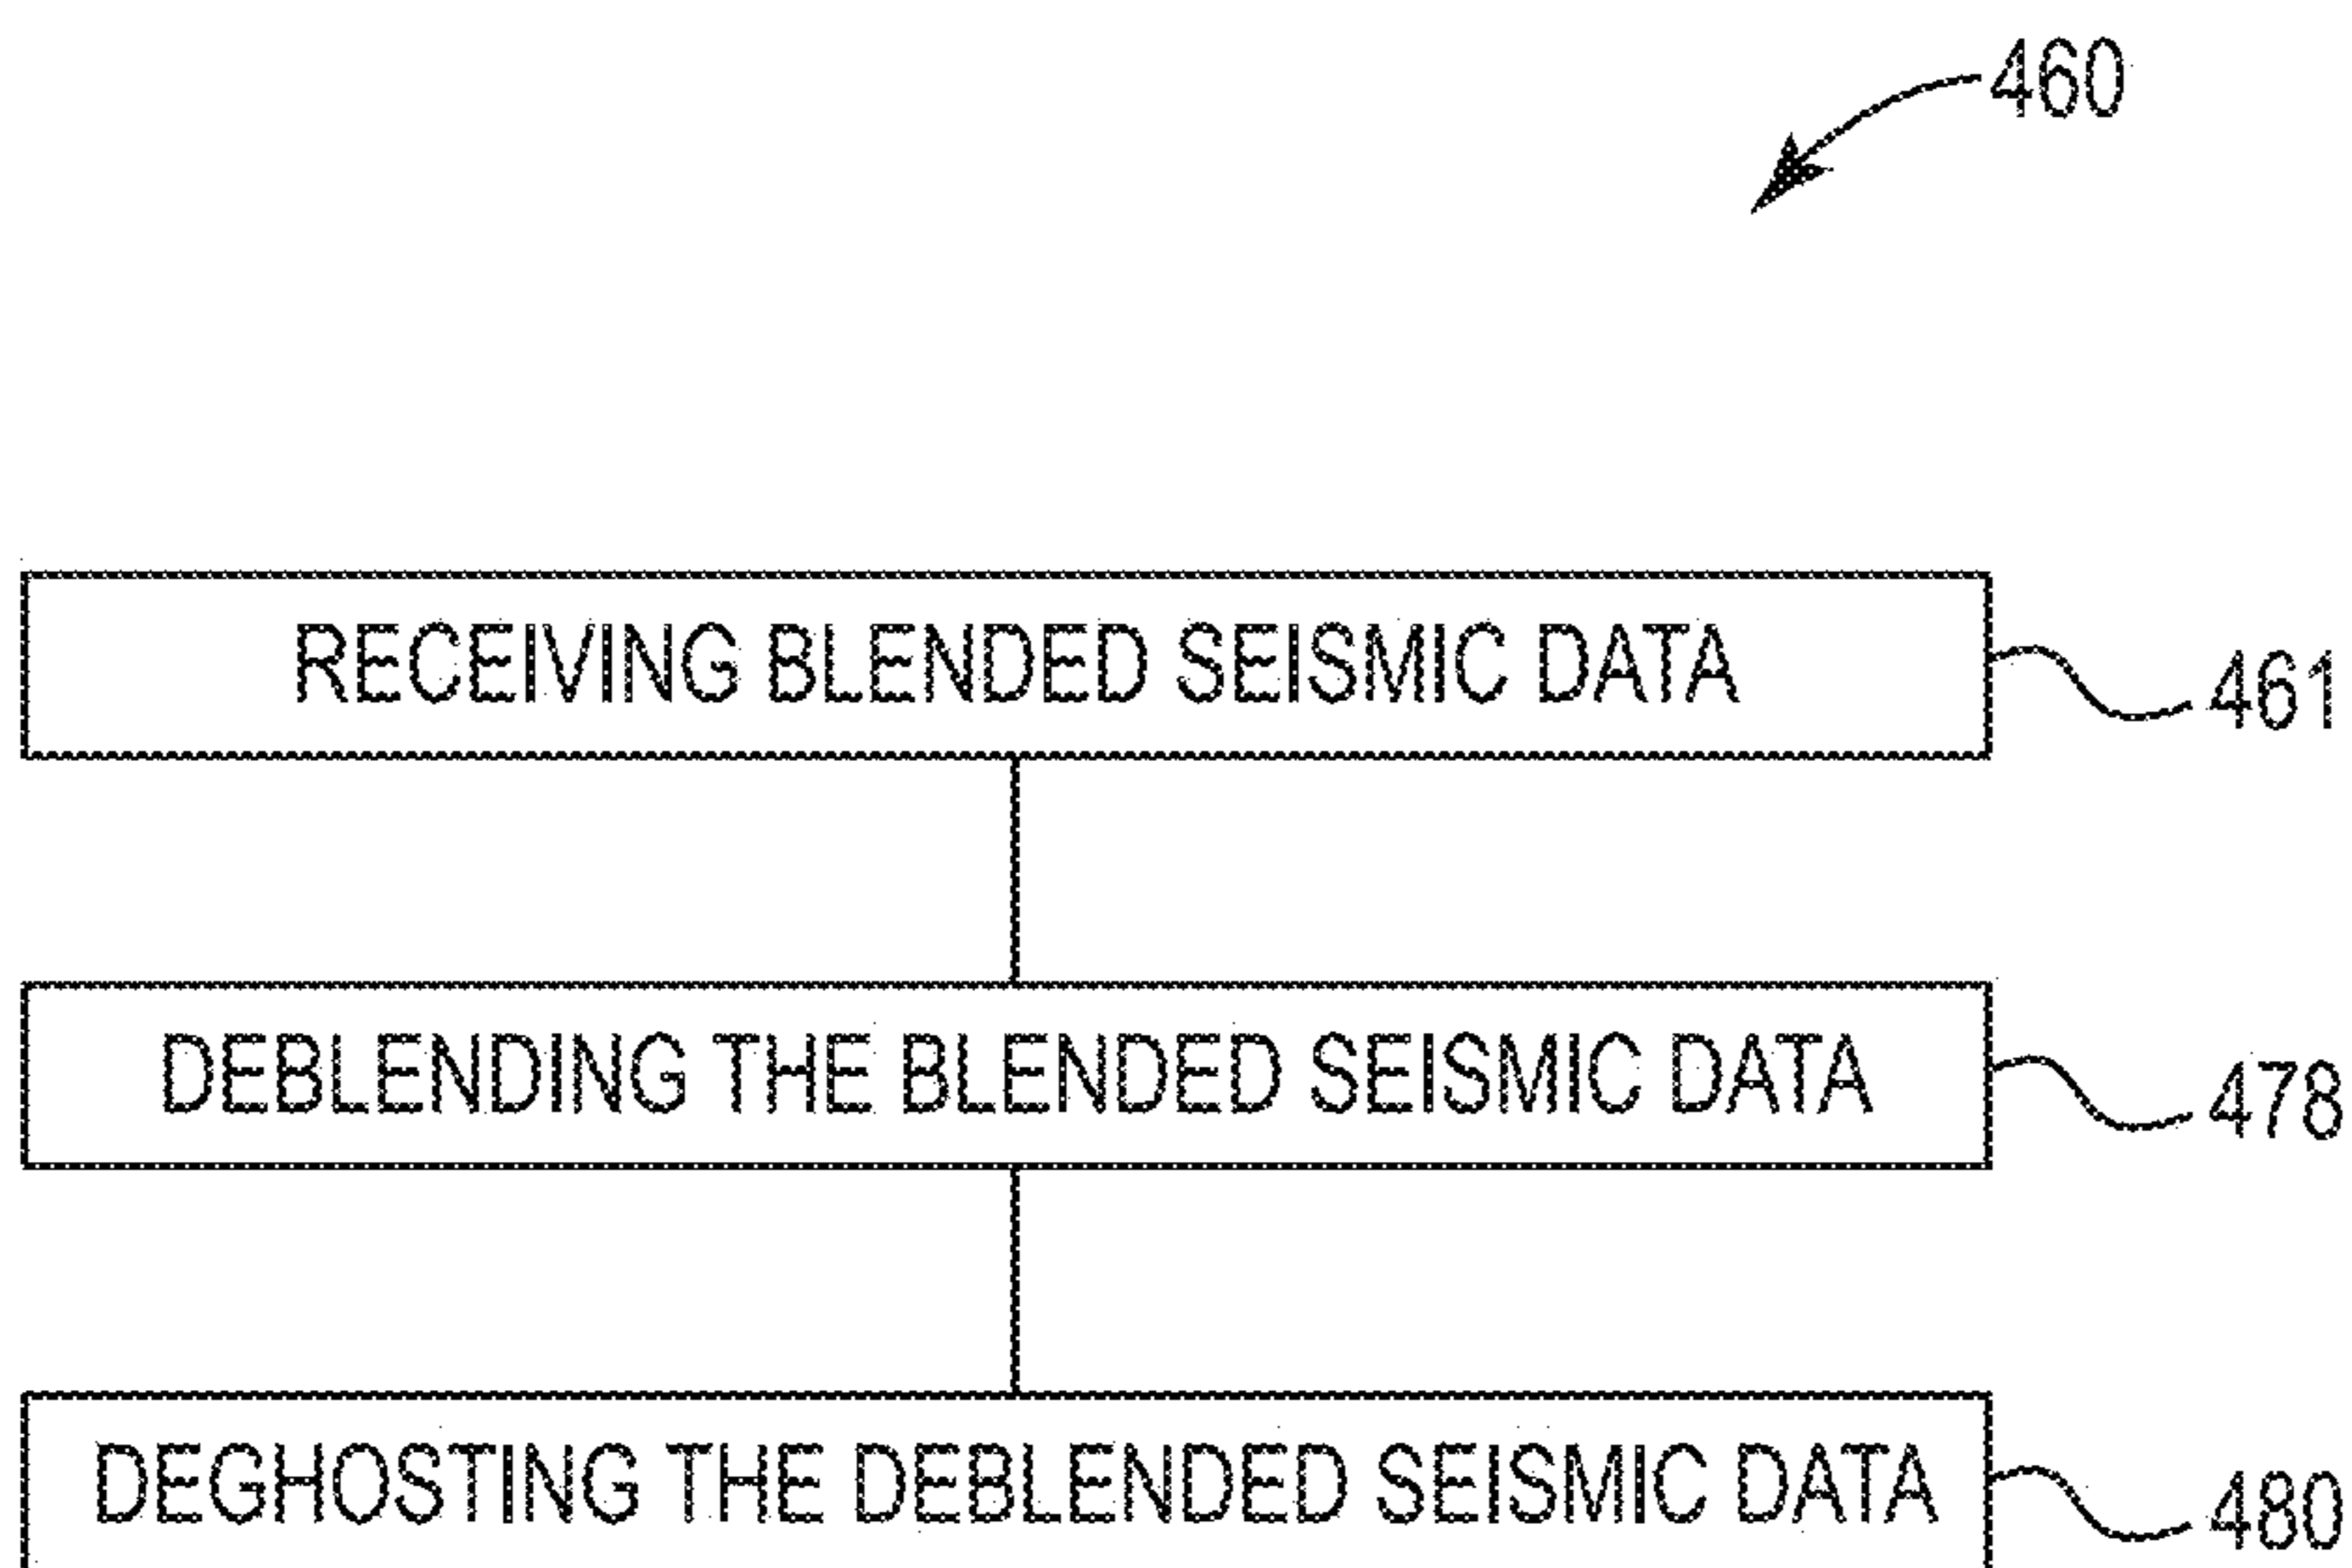 460
RECEIVING BLENDED SEISMIC DATA
461
DEBLENDING THE BLENDED SEISMIC DATA
478
DEGHOSTING THE DEBLENDED SEISMIC DATA
480